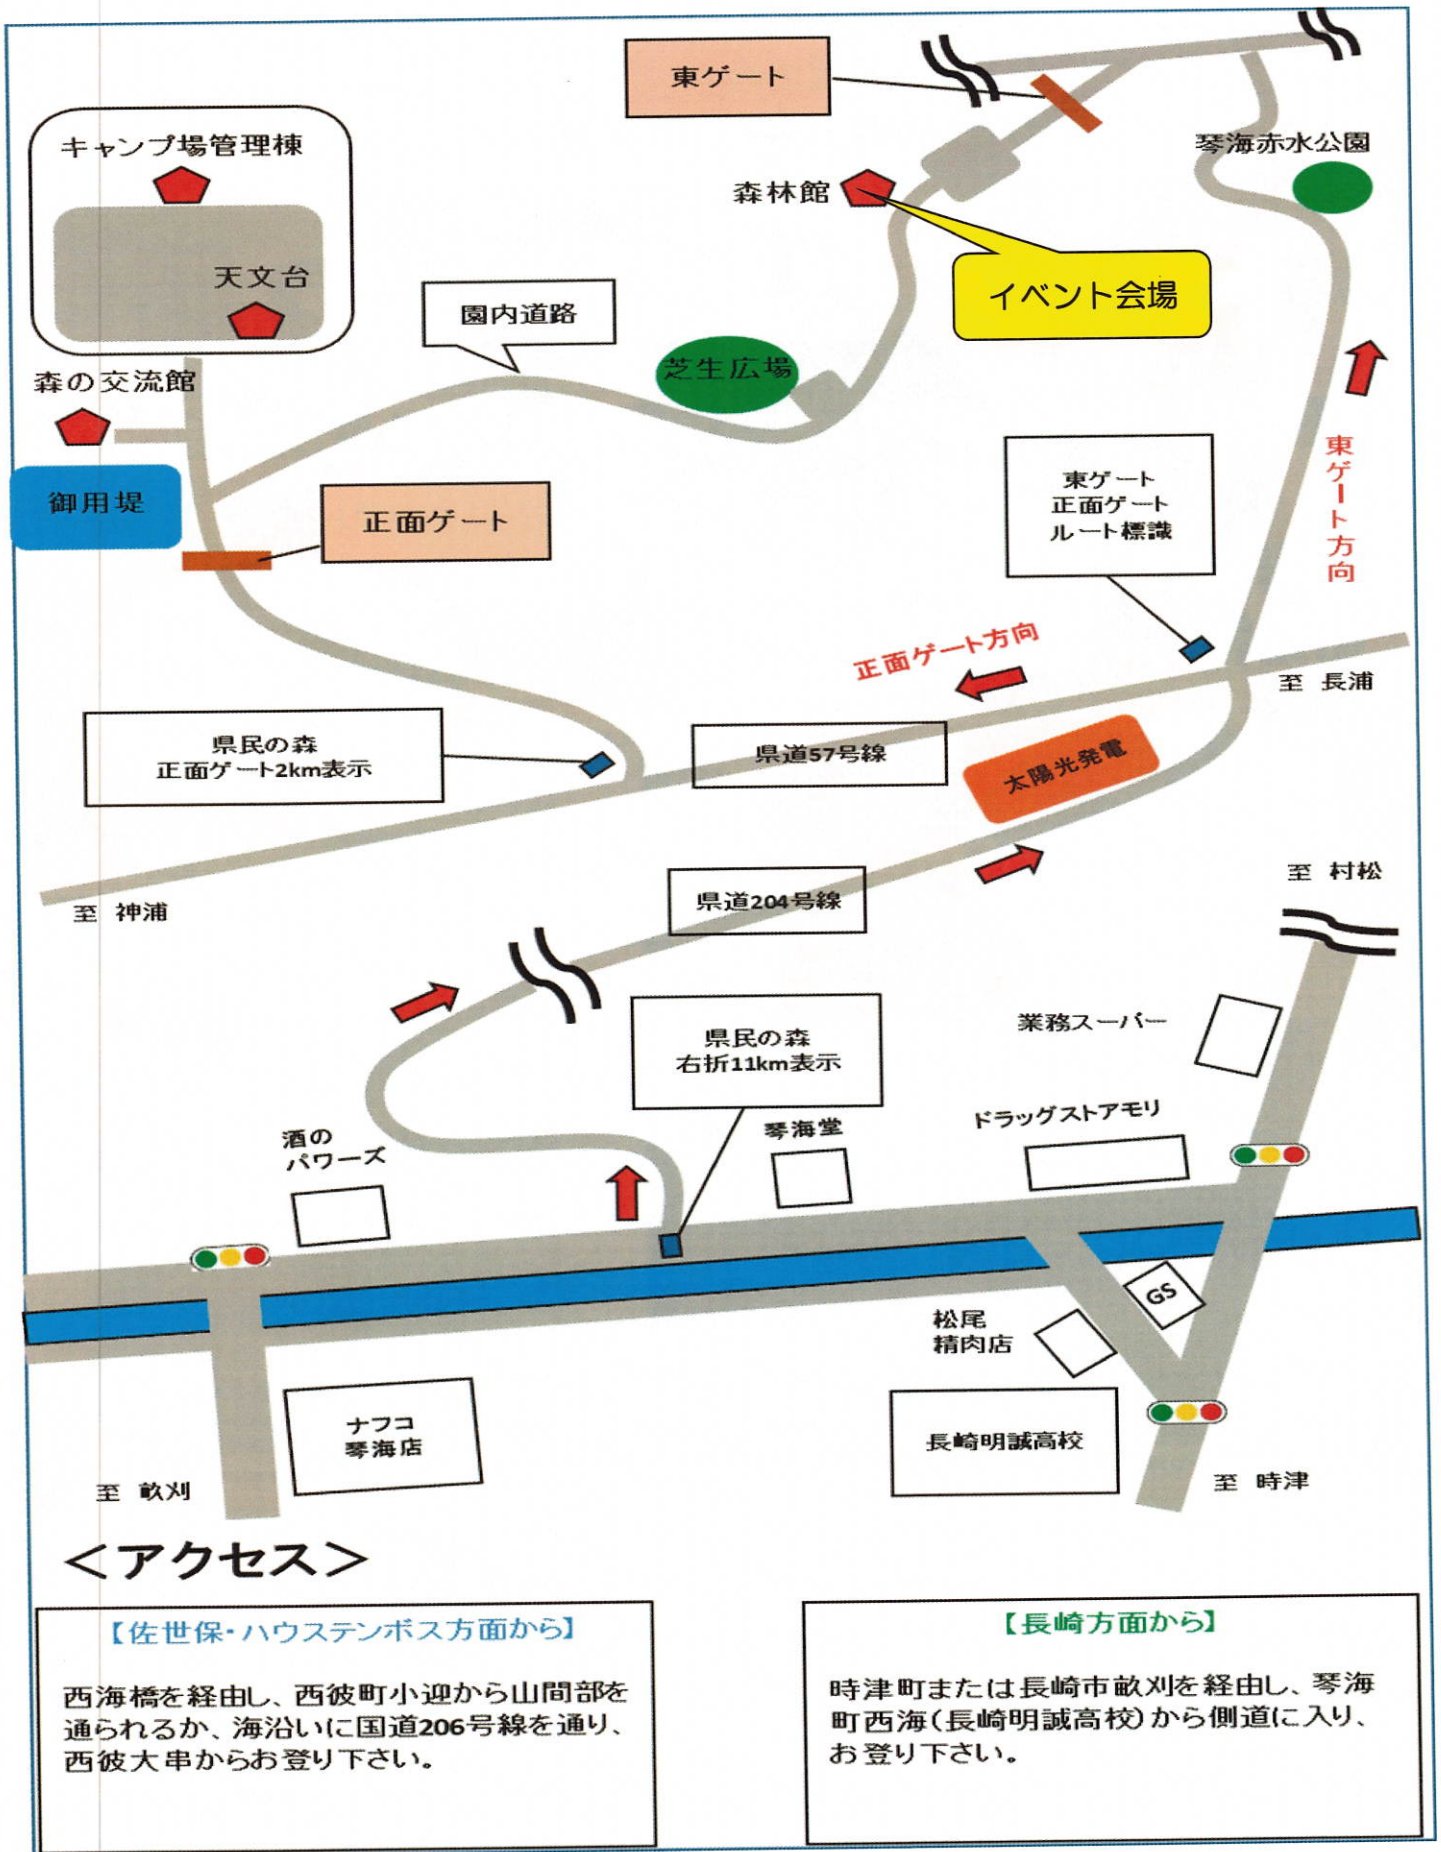 東ゲート
キャンプ場管理棟
琴海赤水公園
森林館
天文台
イベント会場
園内道路
芝生広場
森の交流館
東ゲート方向
東ゲート
正面ゲート
ルート標識
御用堤
正面ゲート
正面ゲート方向
至 長浦
県民の森
正面ゲート2km表示
県道57号線
太陽光発電
至 村松
県道204号線
至 神浦
業務スーパー
県民の森
右折11km表示
ドラッグストアモリ
琴海堂
酒の
パワーズ
GS
松尾
精肉店
ナフコ
琴海店
長崎明誠高校
至 時津
至 畝刈
＜アクセス＞
【佐世保・ハウステンボス方面から】
西海橋を経由し、西彼町小迎から山間部を
通られるか、海沿いに国道206号線を通り、
西彼大串からお登り下さい。
【長崎方面から】
時津町または長崎市畝刈を経由し、琴海
町西海（長崎明誠高校）から側道に入り、
お登り下さい。